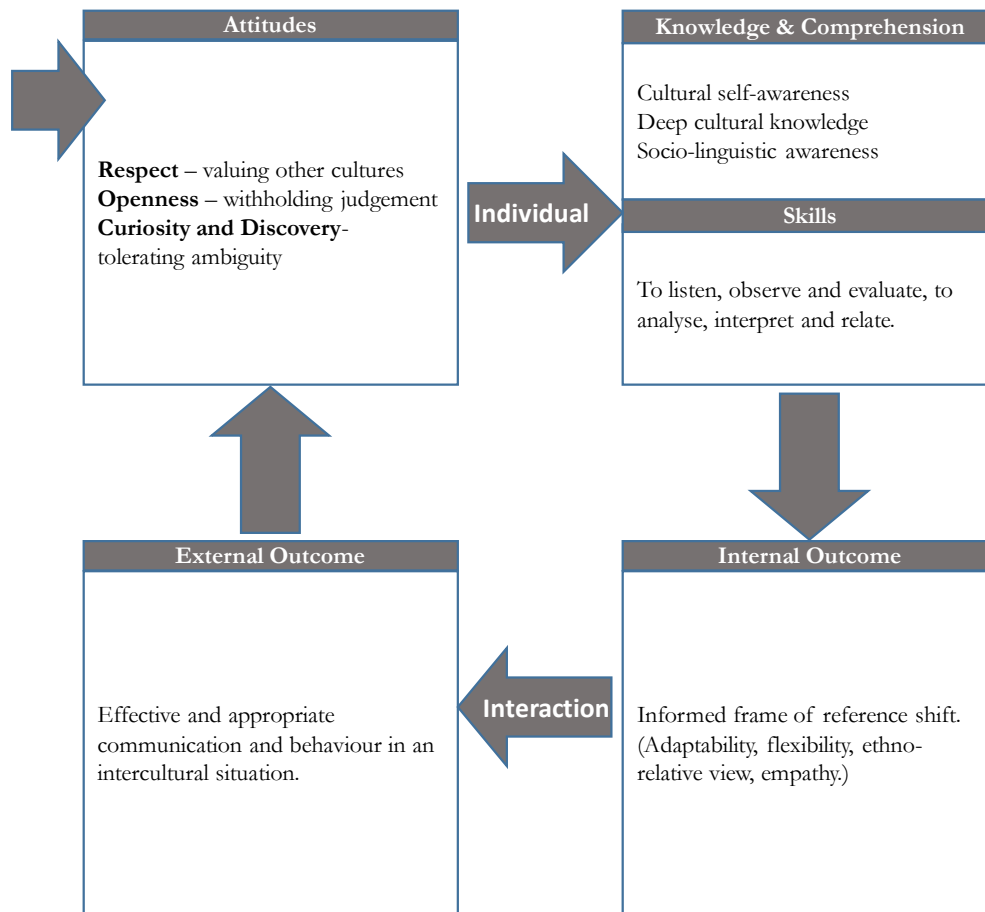 Attitudes
Respect – valuing other cultures
Openness – withholding judgement
Curiosity and Discovery-
tolerating ambiguity
Individual
Knowledge & Comprehension
Cultural self-awareness
Deep cultural knowledge
Socio-linguistic awareness
Skills
To listen, observe and evaluate, to
analyse, interpret and relate.
Internal Outcome
Informed frame of reference shift.
(Adaptability, flexibility, ethno-
relative view, empathy.)
Interaction
External Outcome
Effective and appropriate
communication and behaviour in an
intercultural situation.